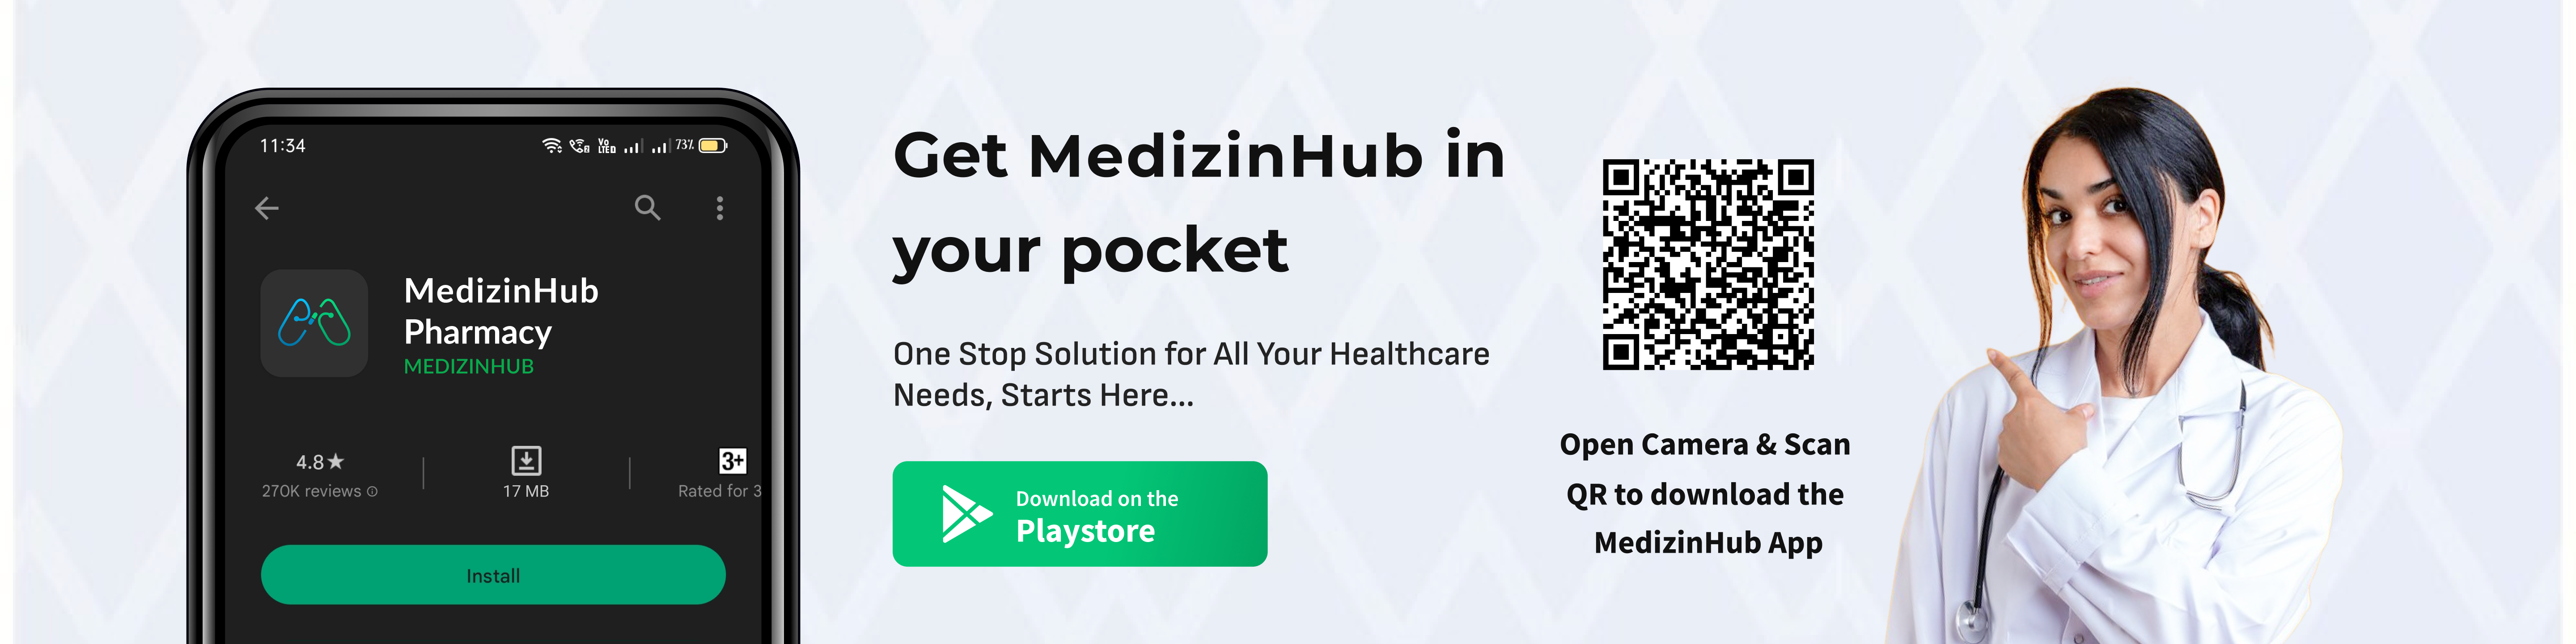 11:34
Vo
LTED
73%
MedizinHub
Pharmacy
MEDIZINHUB
4.8★
270K reviews
17 MB
3+
Rated for 3
Install
Get MedizinHub in
your pocket
One Stop Solution for All Your Healthcare
Needs, Starts Here...
Download on the
Playstore
Open Camera & Scan
QR to download the
MedizinHub App